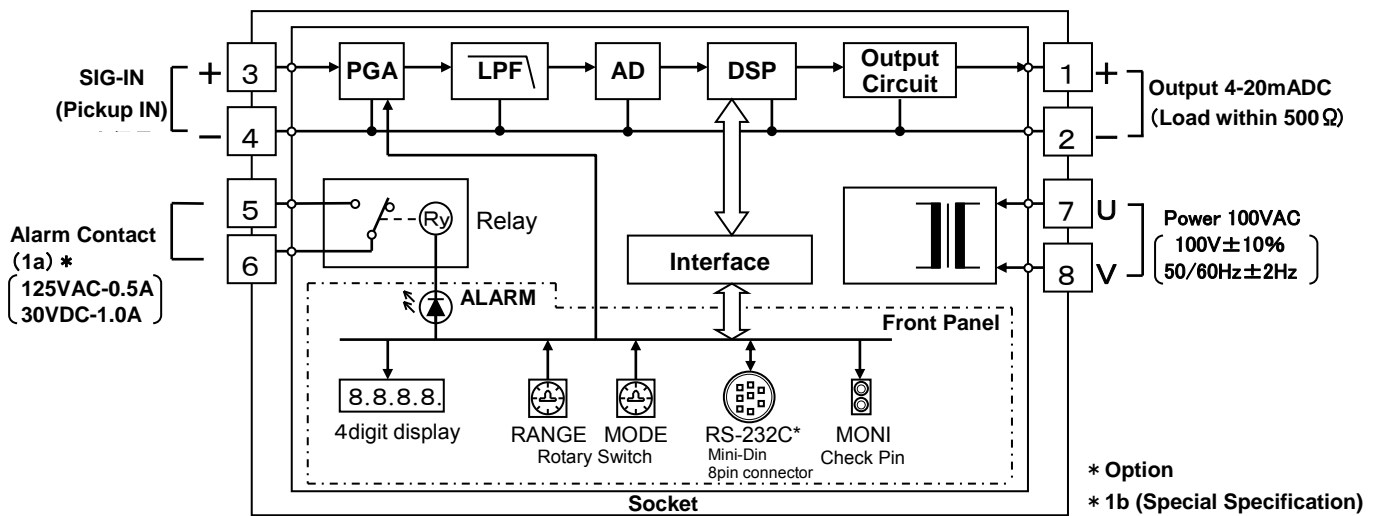 SIG-IN
(Pickup IN)
+ 3
− 4
PGA
LPF
AD
DSP
Output
Circuit
1 +
2 −
Output 4-20mADC
(Load within 500Ω)
Alarm Contact
(1a) *
125VAC-0.5A
30VDC-1.0A
5
6
Ry
Relay
Interface
7 U
8 V
Power 100VAC
100V±10%
50/60Hz±2Hz
ALARM
Front Panel
8.8.8.8.
4digit display
RANGE MODE
Rotary Switch
RS-232C*
Mini-Din
8pin connector
MONI
Check Pin
Socket
* Option
* 1b (Special Specification)